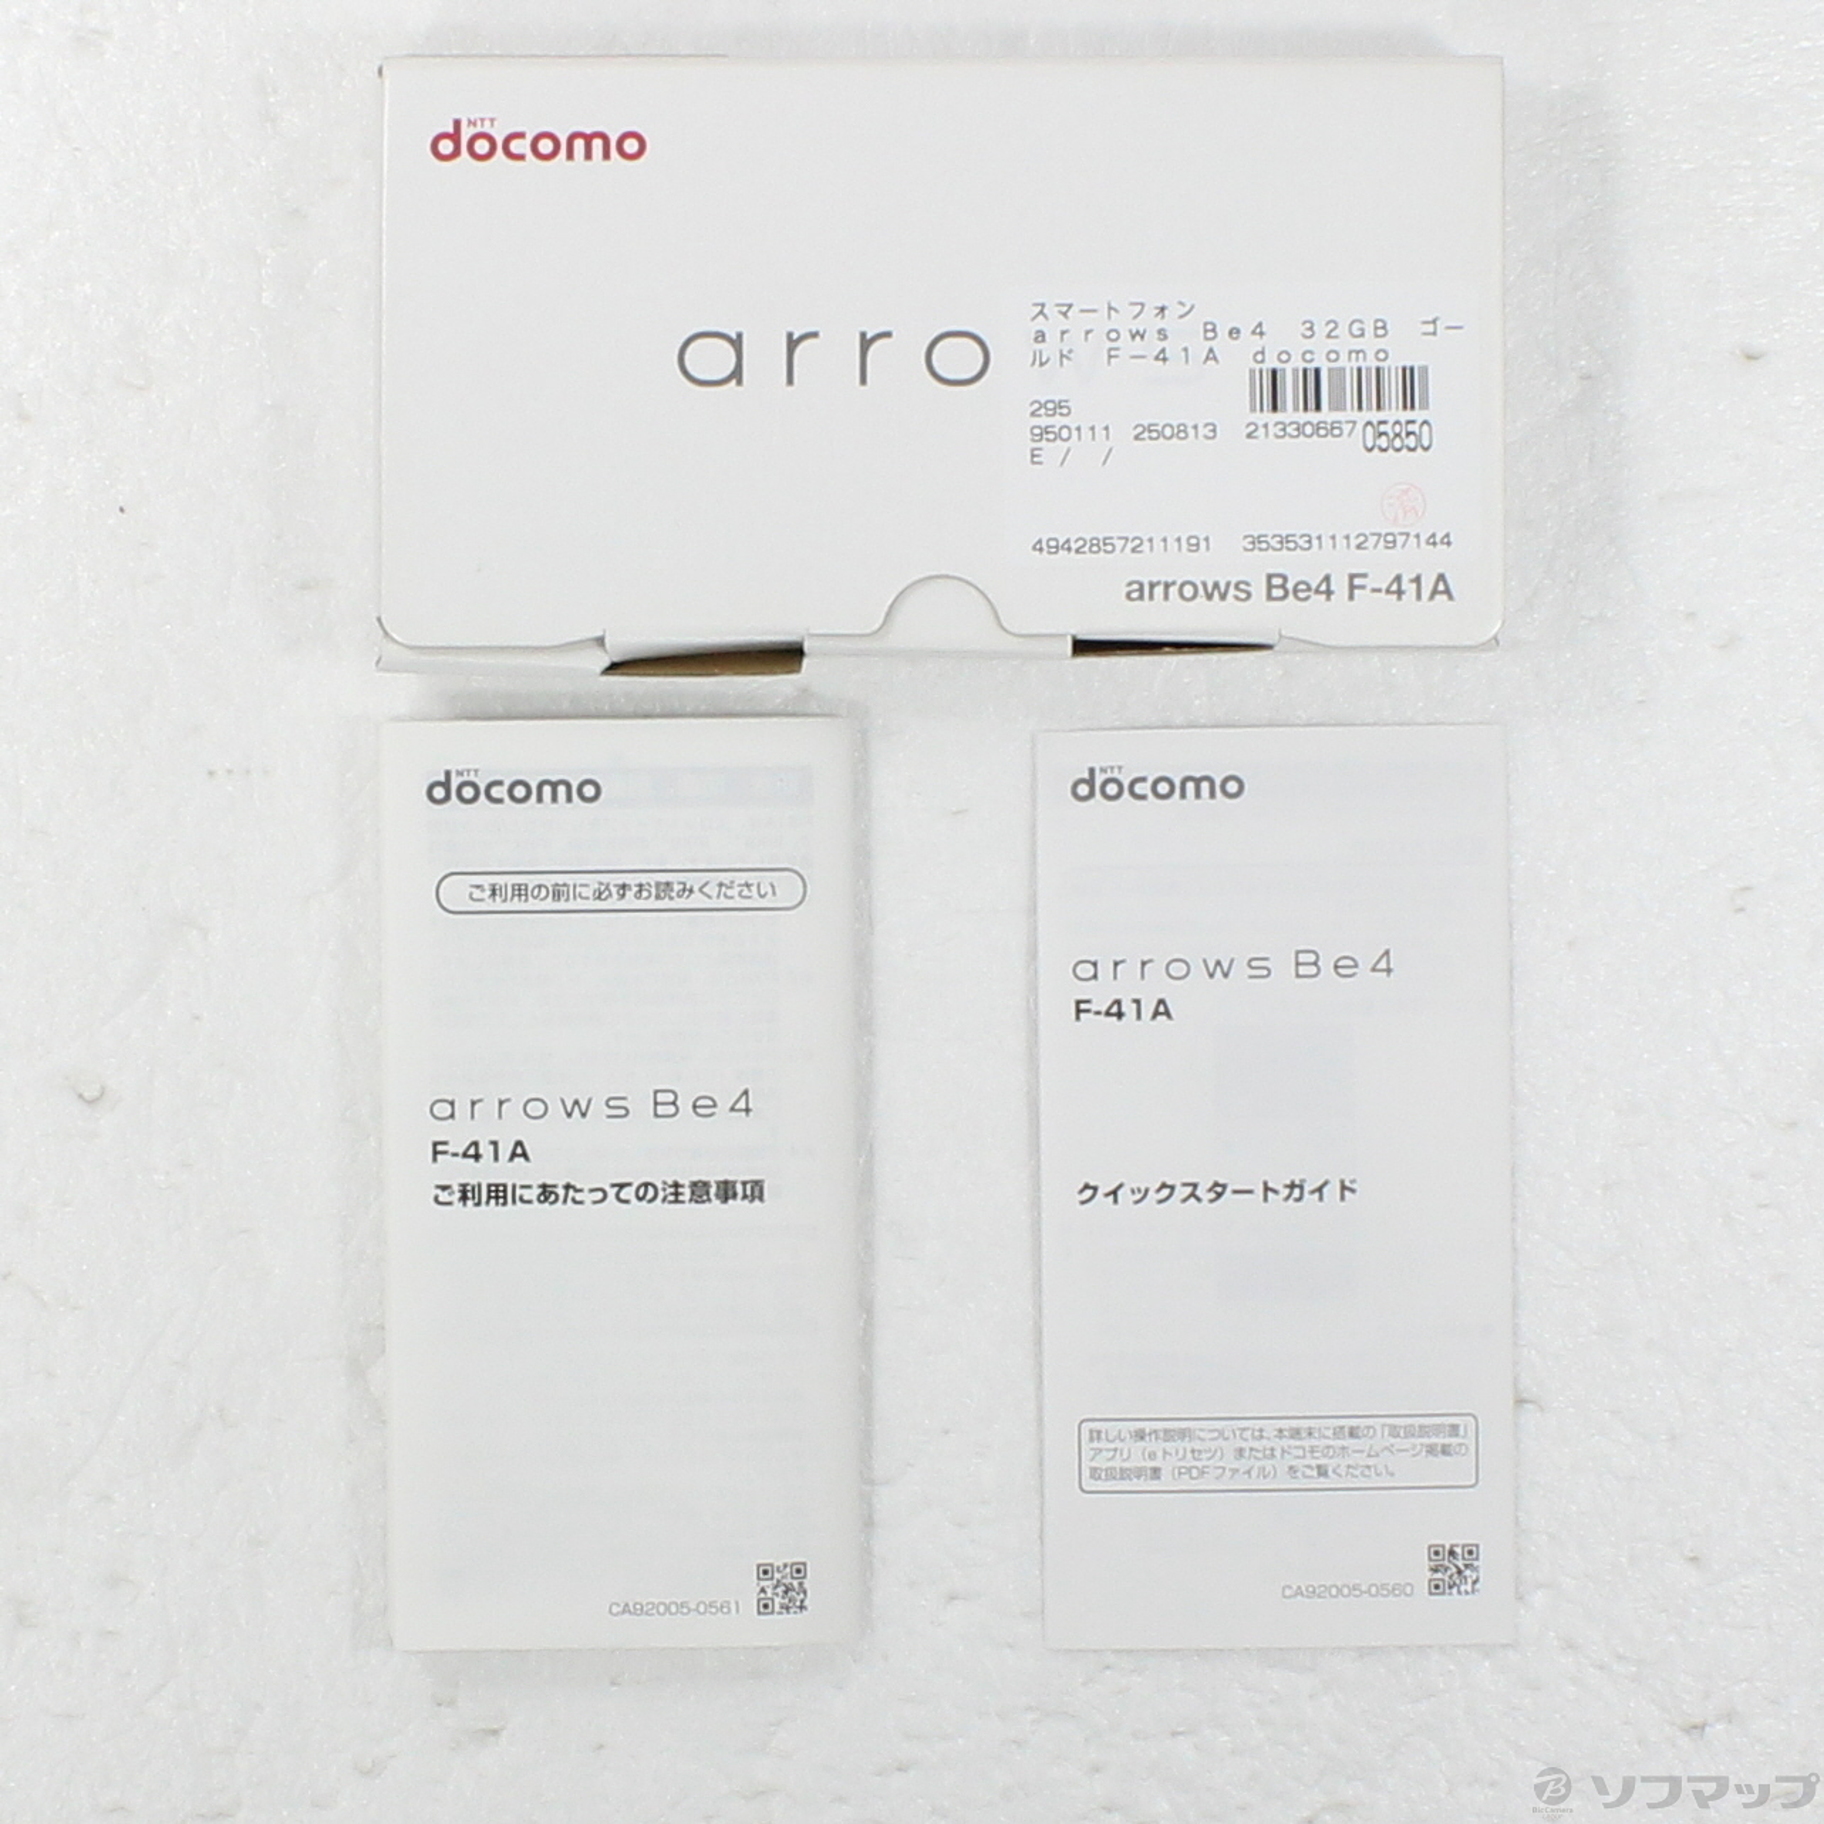 NTT
docomo
arro
スマートフォン
arrows Be4 32GB ゴー
ルド F-41A docomo
295
950111 250813 21330667 05850
E / /
4942857211191 353531112797144
arrows Be4 F-41A
NTT
docomo
ご利用の前に必ずお読みください
arrows Be4
F-41A
ご利用にあたっての注意事項
CA92005-0561
NTT
docomo
arrows Be4
F-41A
クイックスタートガイド
詳しい操作説明については、本端末に搭載の「取扱説明書」
アプリ（eトリセツ）またはドコモのホームページ掲載の
取扱説明書（PDFファイル）をご覧ください。
CA92005-0560
ソフマップ